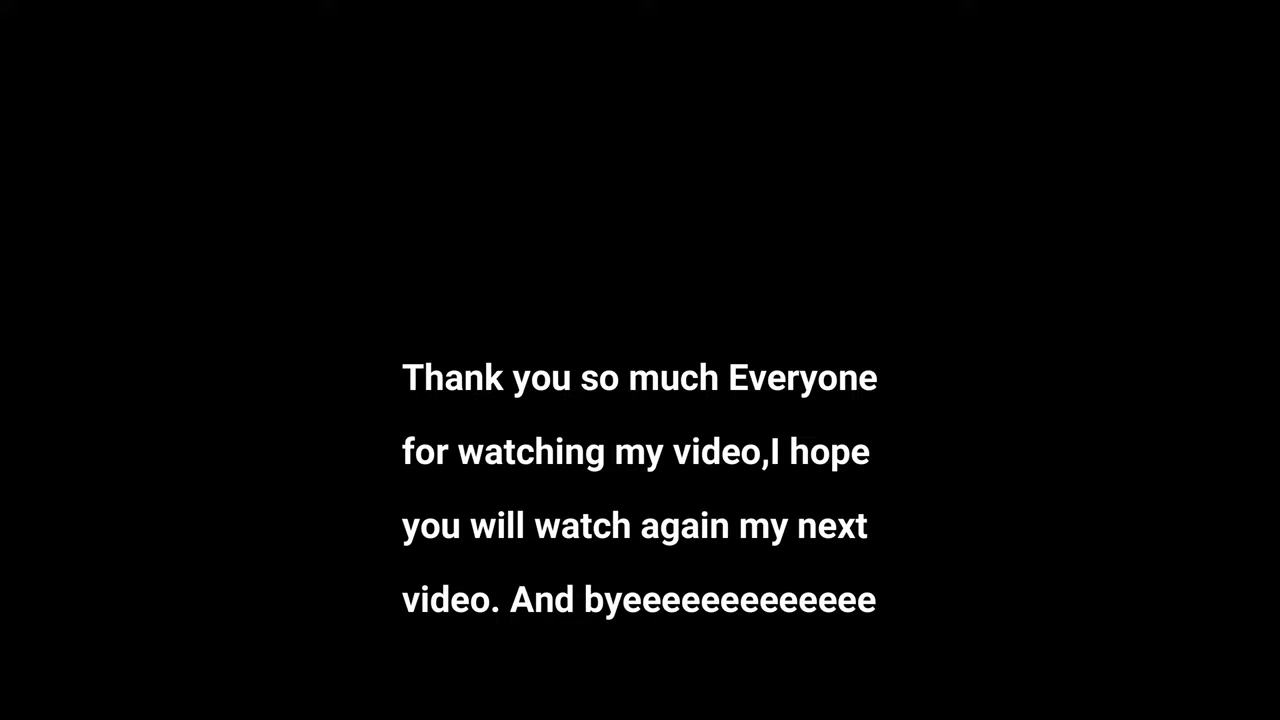 Thank you so much Everyone
for watching my video,I hope
you will watch again my next
video. And byeeeeeeeeeeeee